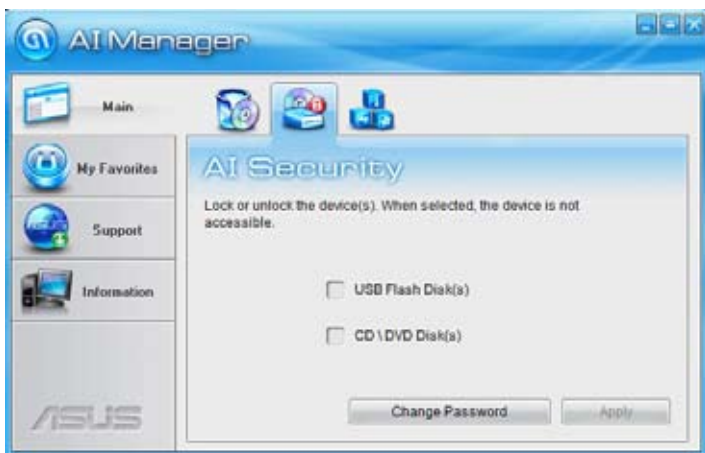 AI Manager
Main
My Favorites
Support
Information
AI Security
Lock or unlock the device(s). When selected, the device is not
accessible.
USB Flash Disk(s)
CD \ DVD Disk(s)
Change Password
Apply
ASUS